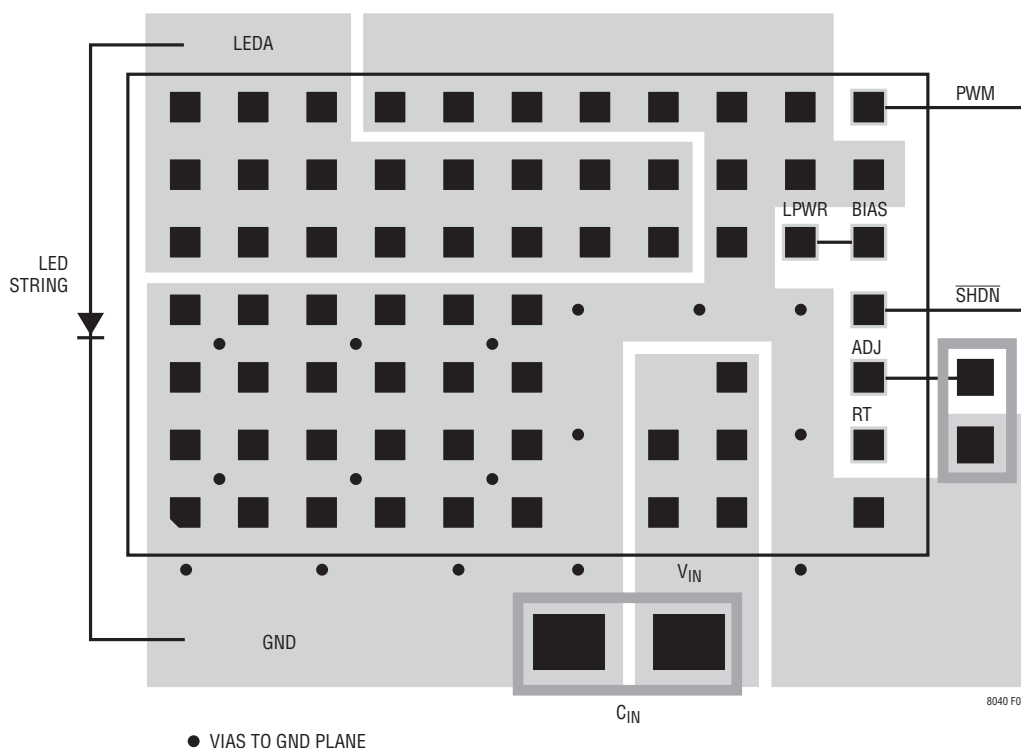 LEDA
PWM
LPWR BIAS
LED
STRING
SHDN
ADJ
RT
VIN
GND
8040 F0
CIN
VIAS TO GND PLANE